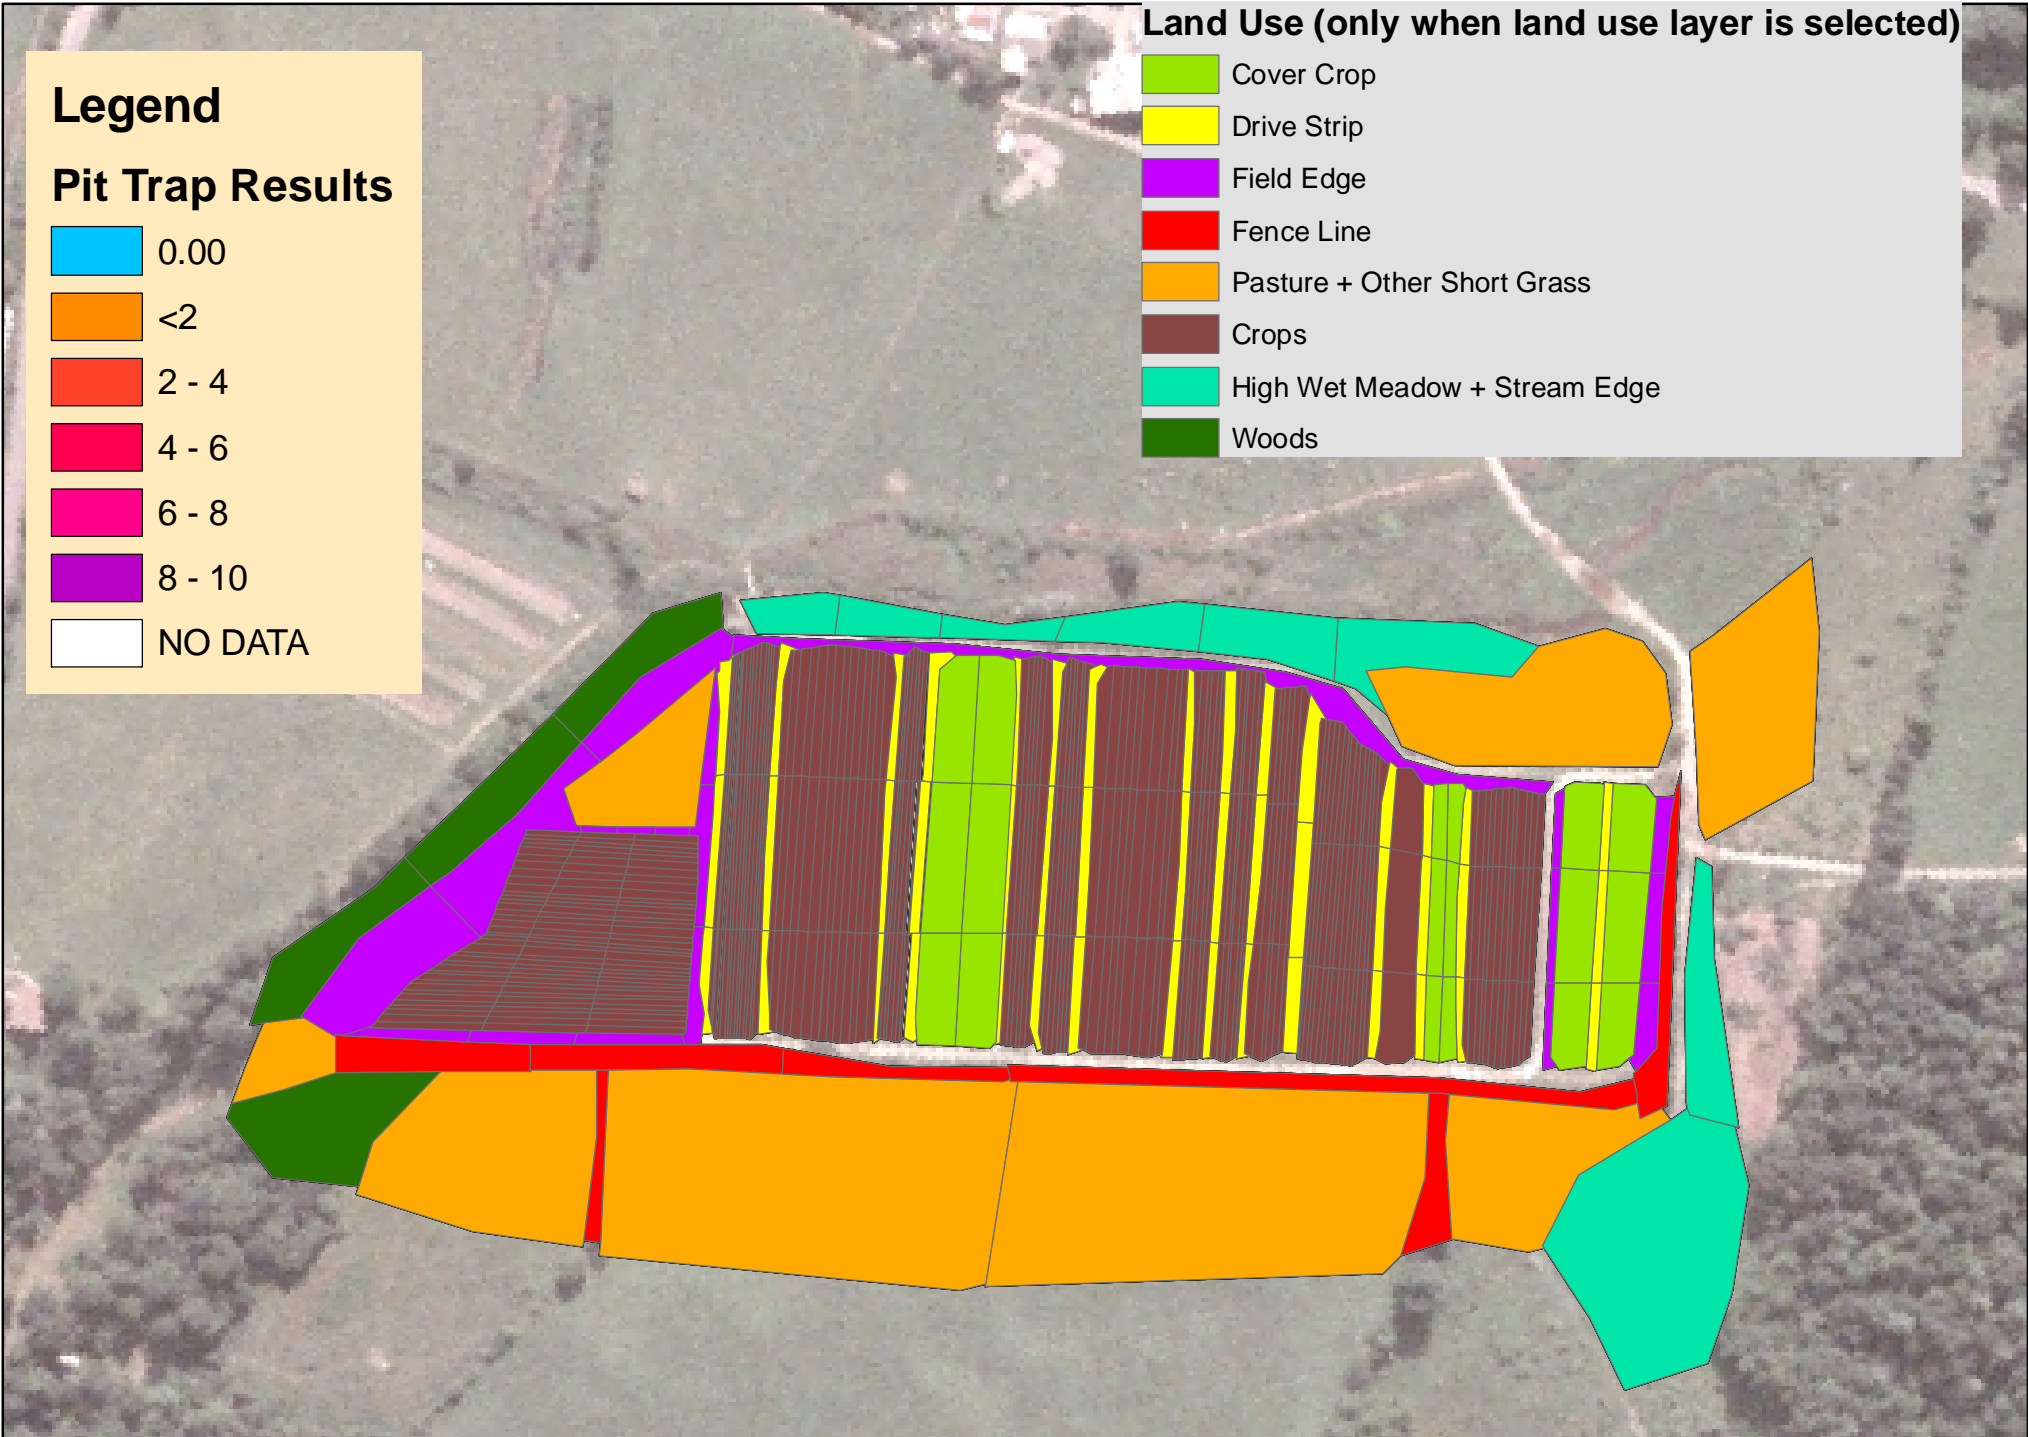 Legend
Pit Trap Results
0.00
<2
2 - 4
4 - 6
6 - 8
8 - 10
NO DATA
Land Use (only when land use layer is selected)
Cover Crop
Drive Strip
Field Edge
Fence Line
Pasture + Other Short Grass
Crops
High Wet Meadow + Stream Edge
Woods